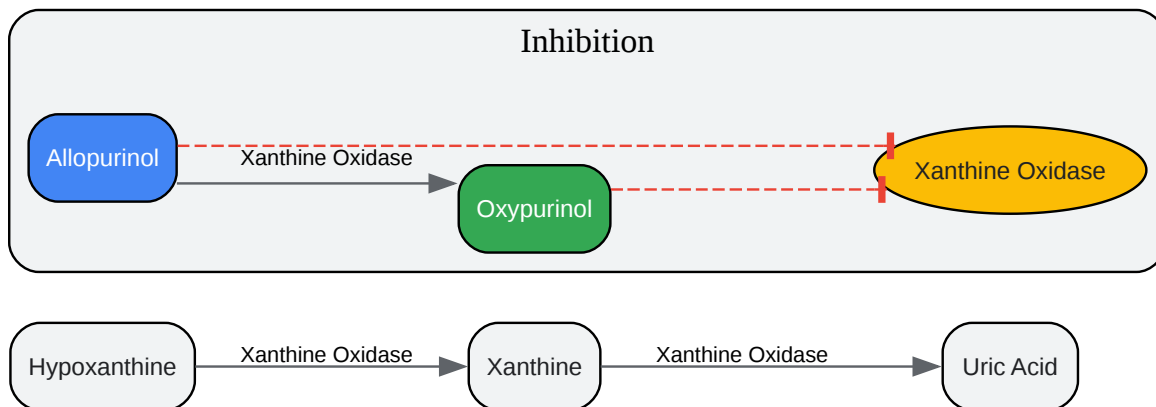 Inhibition
Allopurinol
Xanthine Oxidase
Oxypurinol
Xanthine Oxidase
Hypoxanthine
Xanthine Oxidase
Xanthine
Xanthine Oxidase
Uric Acid